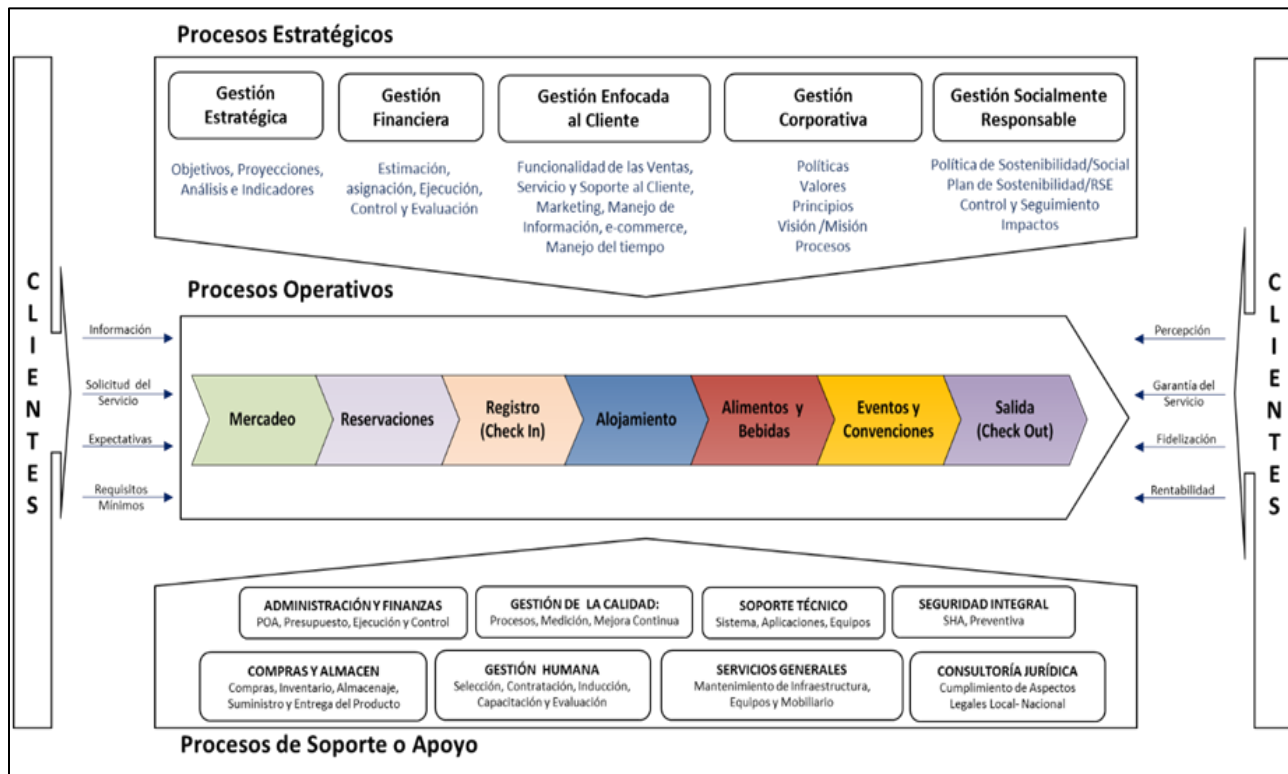 Procesos Estratégicos
Gestión
Estratégica
Objetivos, Proyecciones,
Análisis e Indicadores
Gestión
Financiera
Estimación,
asignación, Ejecución,
Control y Evaluación
Gestión Enfocada
al Cliente
Funcionalidad de las Ventas,
Servicio y Soporte al Cliente,
Marketing, Manejo de
Información, e-commerce,
Manejo del tiempo
Gestión
Corporativa
Políticas
Valores
Principios
Visión /Misión
Procesos
Gestión Socialmente
Responsable
Política de Sostenibilidad/Social
Plan de Sostenibilidad/RSE
Control y Seguimiento
Impactos
CLIENTES
Información
Solicitud del
Servicio
Expectativas
Requisitos
Mínimos
Procesos Operativos
Mercadeo
Reservaciones
Registro
(Check In)
Alojamiento
Alimentos y
Bebidas
Eventos y
Convenciones
Salida
(Check Out)
Percepción
Garantía del
Servicio
Fidelización
Rentabilidad
CLIENTES
ADMINISTRACIÓN Y FINANZAS
POA, Presupuesto, Ejecución y Control
GESTIÓN DE LA CALIDAD:
Procesos, Medición, Mejora Continua
SOPORTE TÉCNICO
Sistema, Aplicaciones, Equipos
SEGURIDAD INTEGRAL
SHA, Preventiva
COMPRAS Y ALMACEN
Compras, Inventario, Almacenaje,
Suministro y Entrega del Producto
GESTIÓN HUMANA
Selección, Contratación, Inducción,
Capacitación y Evaluación
SERVICIOS GENERALES
Mantenimiento de Infraestructura,
Equipos y Mobiliario
CONSULTORÍA JURÍDICA
Cumplimiento de Aspectos
Legales Local- Nacional
Procesos de Soporte o Apoyo